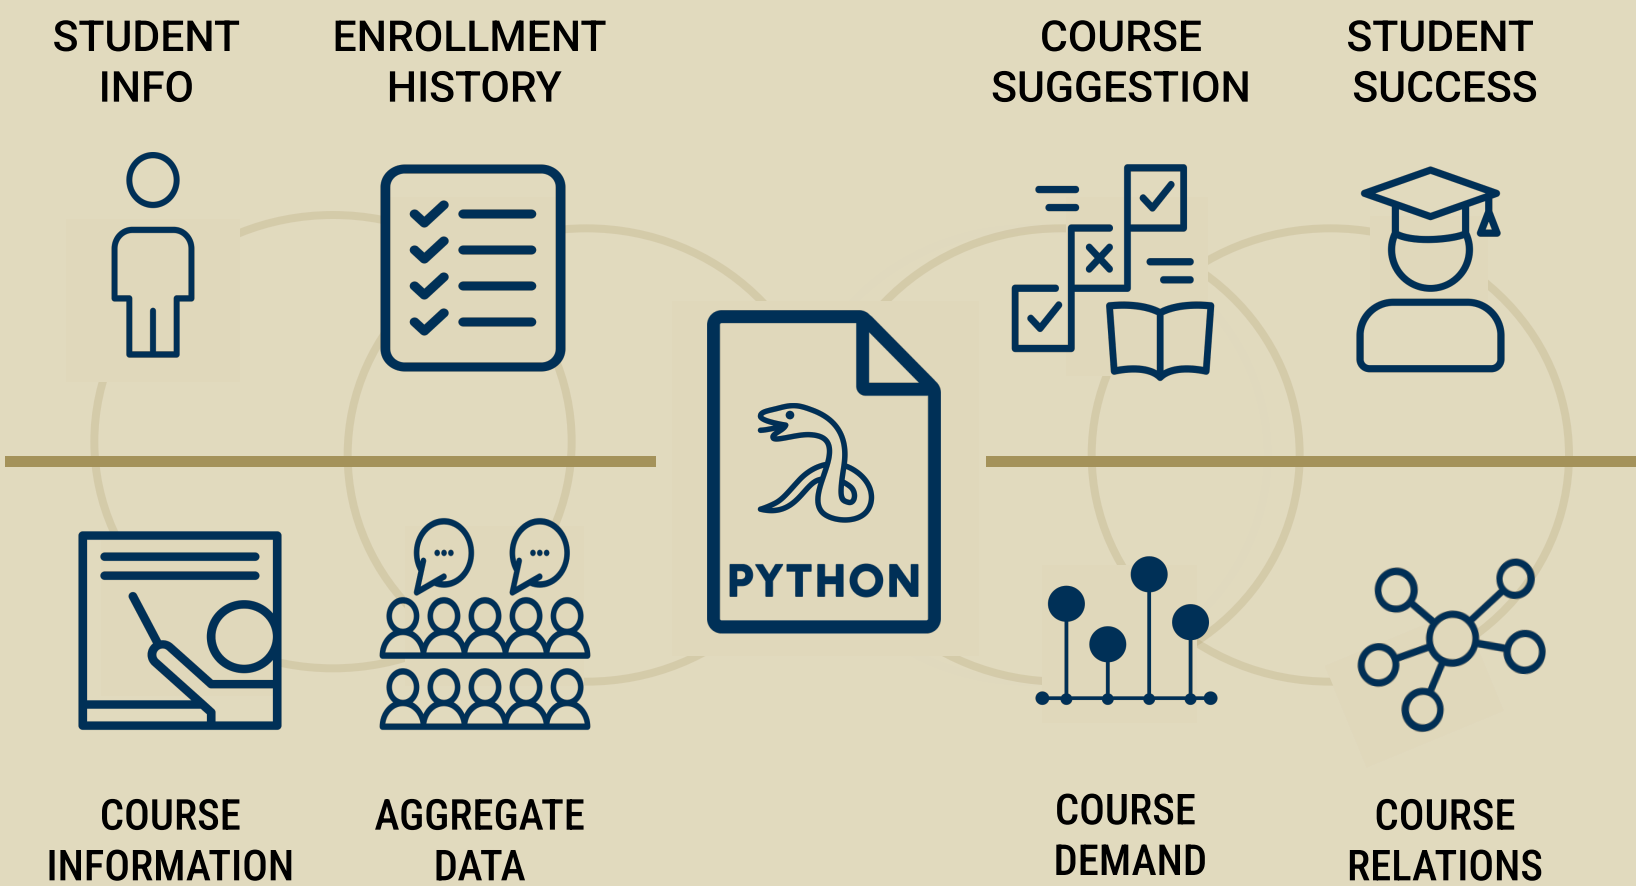 STUDENT
INFO
ENROLLMENT
HISTORY
COURSE
SUGGESTION
STUDENT
SUCCESS
PYTHON
COURSE
INFORMATION
AGGREGATE
DATA
COURSE
DEMAND
COURSE
RELATIONS